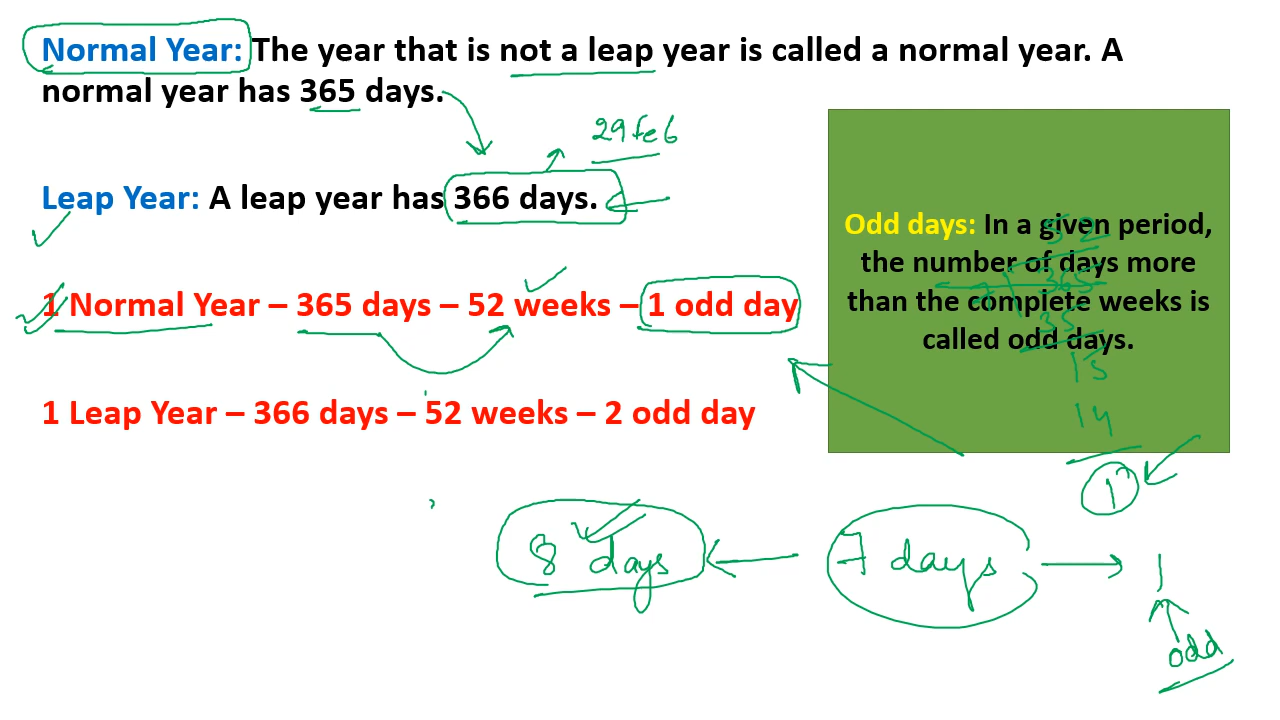 Normal Year: The year that is not a leap year is called a normal year. A
normal year has 365 days.
29 Feb
Leap Year: A leap year has 366 days.
1 Normal Year – 365 days – 52 weeks – 1 odd day
1 Leap Year – 366 days – 52 weeks – 2 odd day
Odd days: In a given period,
the number of days more
than the complete weeks is
called odd days.
52
7 365
35
15
14
1
8 days
7 days
1
odd